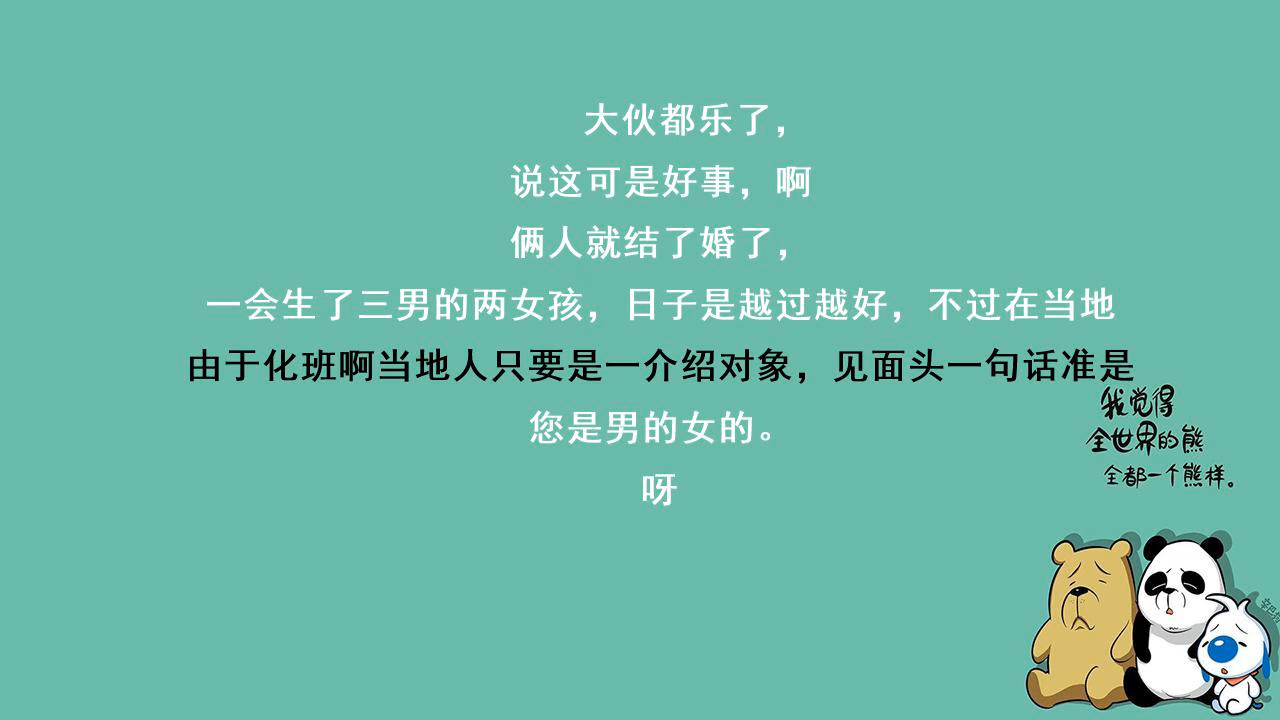 大伙都乐了，
说这可是好事，啊
俩人就结了婚了，
一会生了三男的两女孩，日子是越过越好，不过在当地
由于化班啊当地人只要是一介绍对象，见面头一句话准是
您是男的女的。
呀
我觉得
全世界的熊
全都一个熊样。